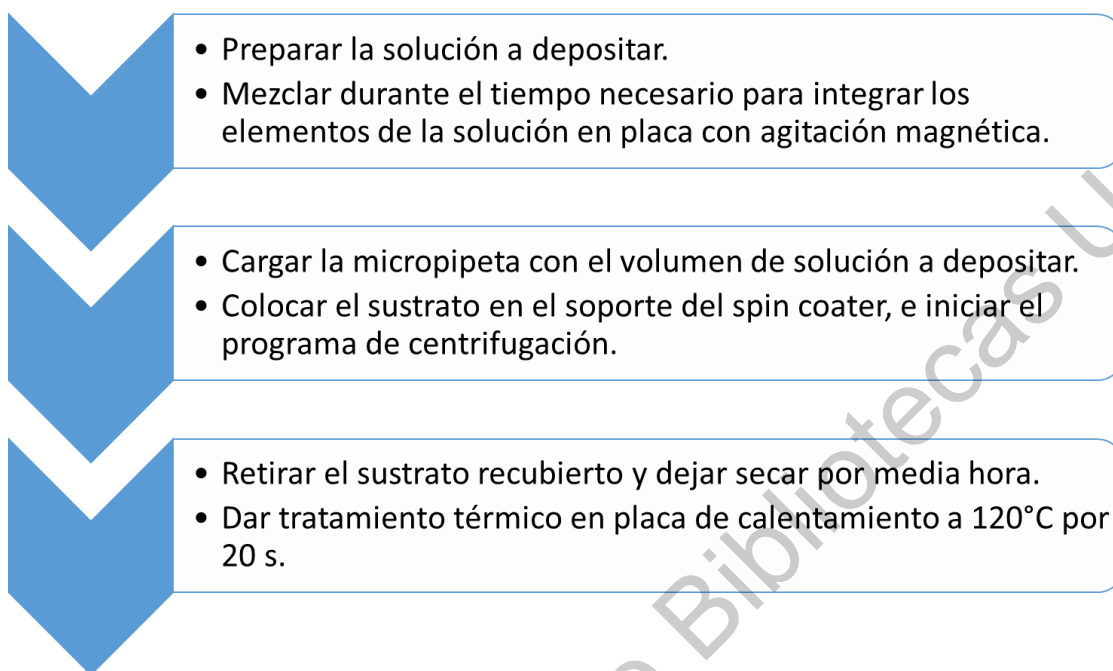 • Preparar la solución a depositar.
• Mezclar durante el tiempo necesario para integrar los
elementos de la solución en placa con agitación magnética.
• Cargar la micropipeta con el volumen de solución a depositar.
• Colocar el sustrato en el soporte del spin coater, e iniciar el
programa de centrifugación.
• Retirar el sustrato recubierto y dejar secar por media hora.
• Dar tratamiento térmico en placa de calentamiento a 120°C por
20 s.
Bibliotecas